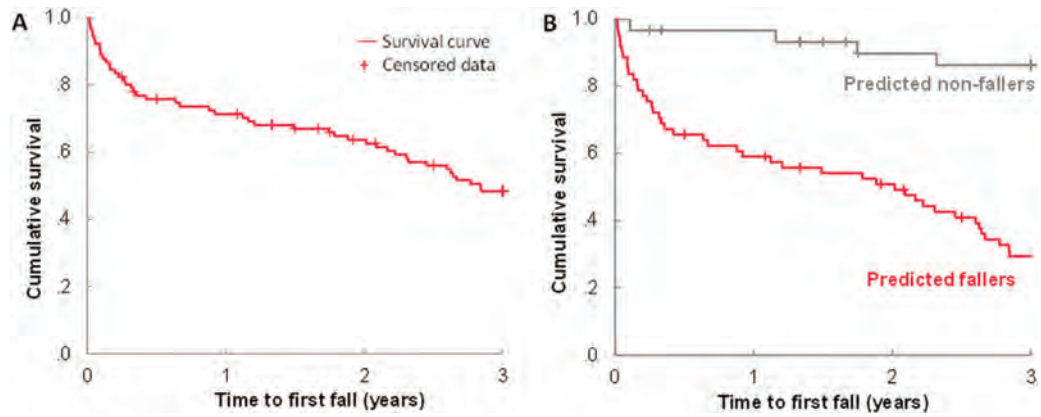 A
1.0
.8
.6
.4
.2
.0
Cumulative survival
0
1
2
3
Time to first fall (years)
Survival curve
Censored data
B
1.0
.8
.6
.4
.2
.0
Cumulative survival
0
1
2
3
Time to first fall (years)
Predicted non-fallers
Predicted fallers